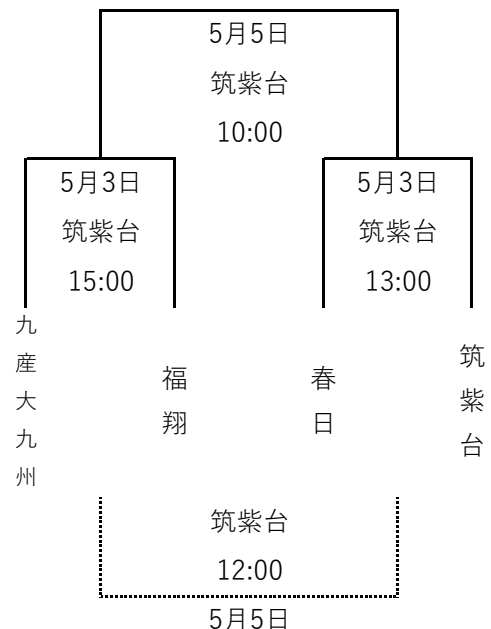 5月5日
筑紫台
10:00
5月3日
筑紫台
15:00
5月3日
筑紫台
13:00
九産大九州
福翔
春日
筑紫台
筑紫台
12:00
5月5日